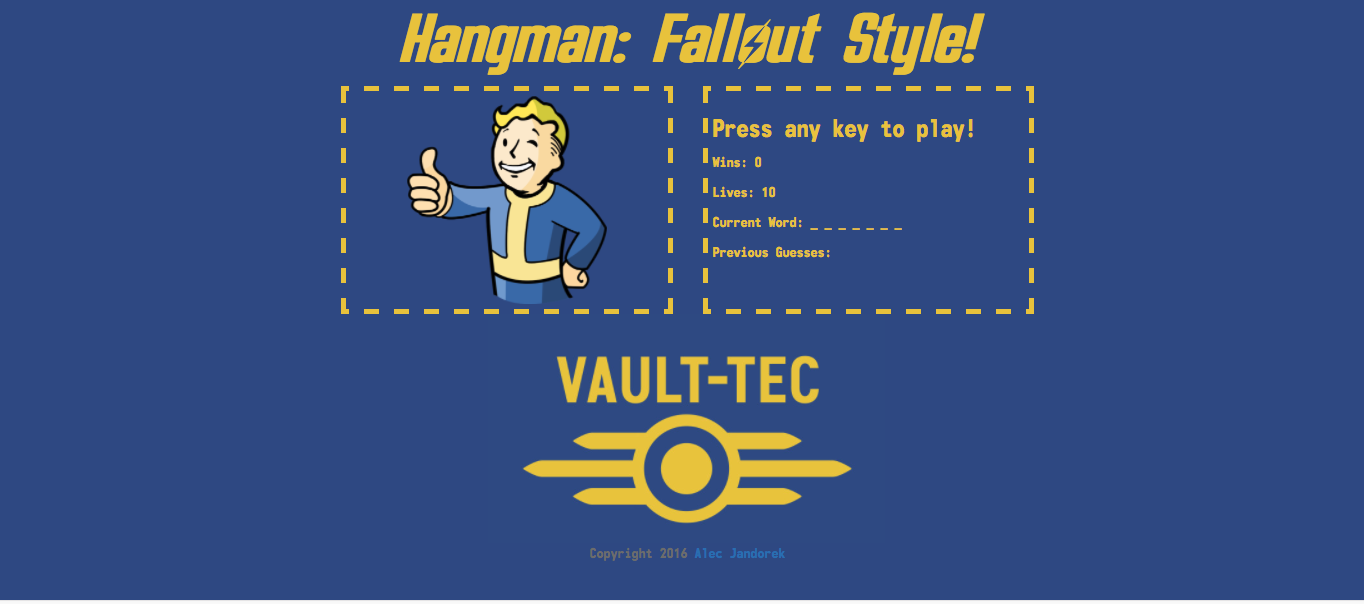 Hangman: Fallout Style!
Press any key to play!
Wins: 0
Lives: 10
Current Word: _ _ _ _ _ _ _
Previous Guesses:
VAULT-TEC
Copyright 2016 Alec Jandorek